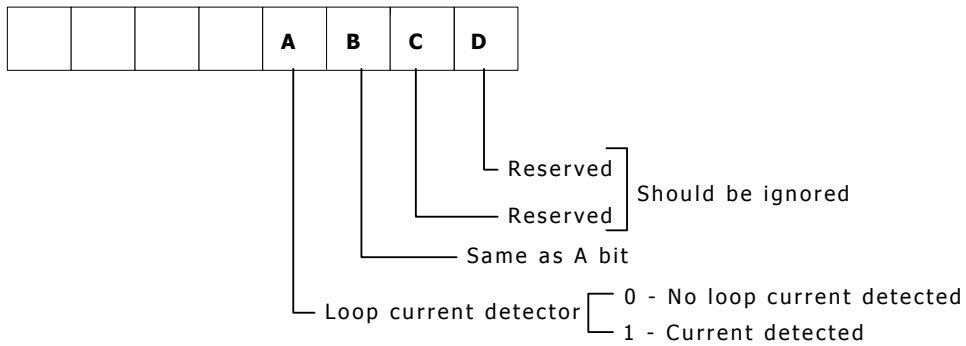 A B C D
Reserved
Should be ignored
Reserved
Same as A bit
0 - No loop current detected
Loop current detector
1 - Current detected